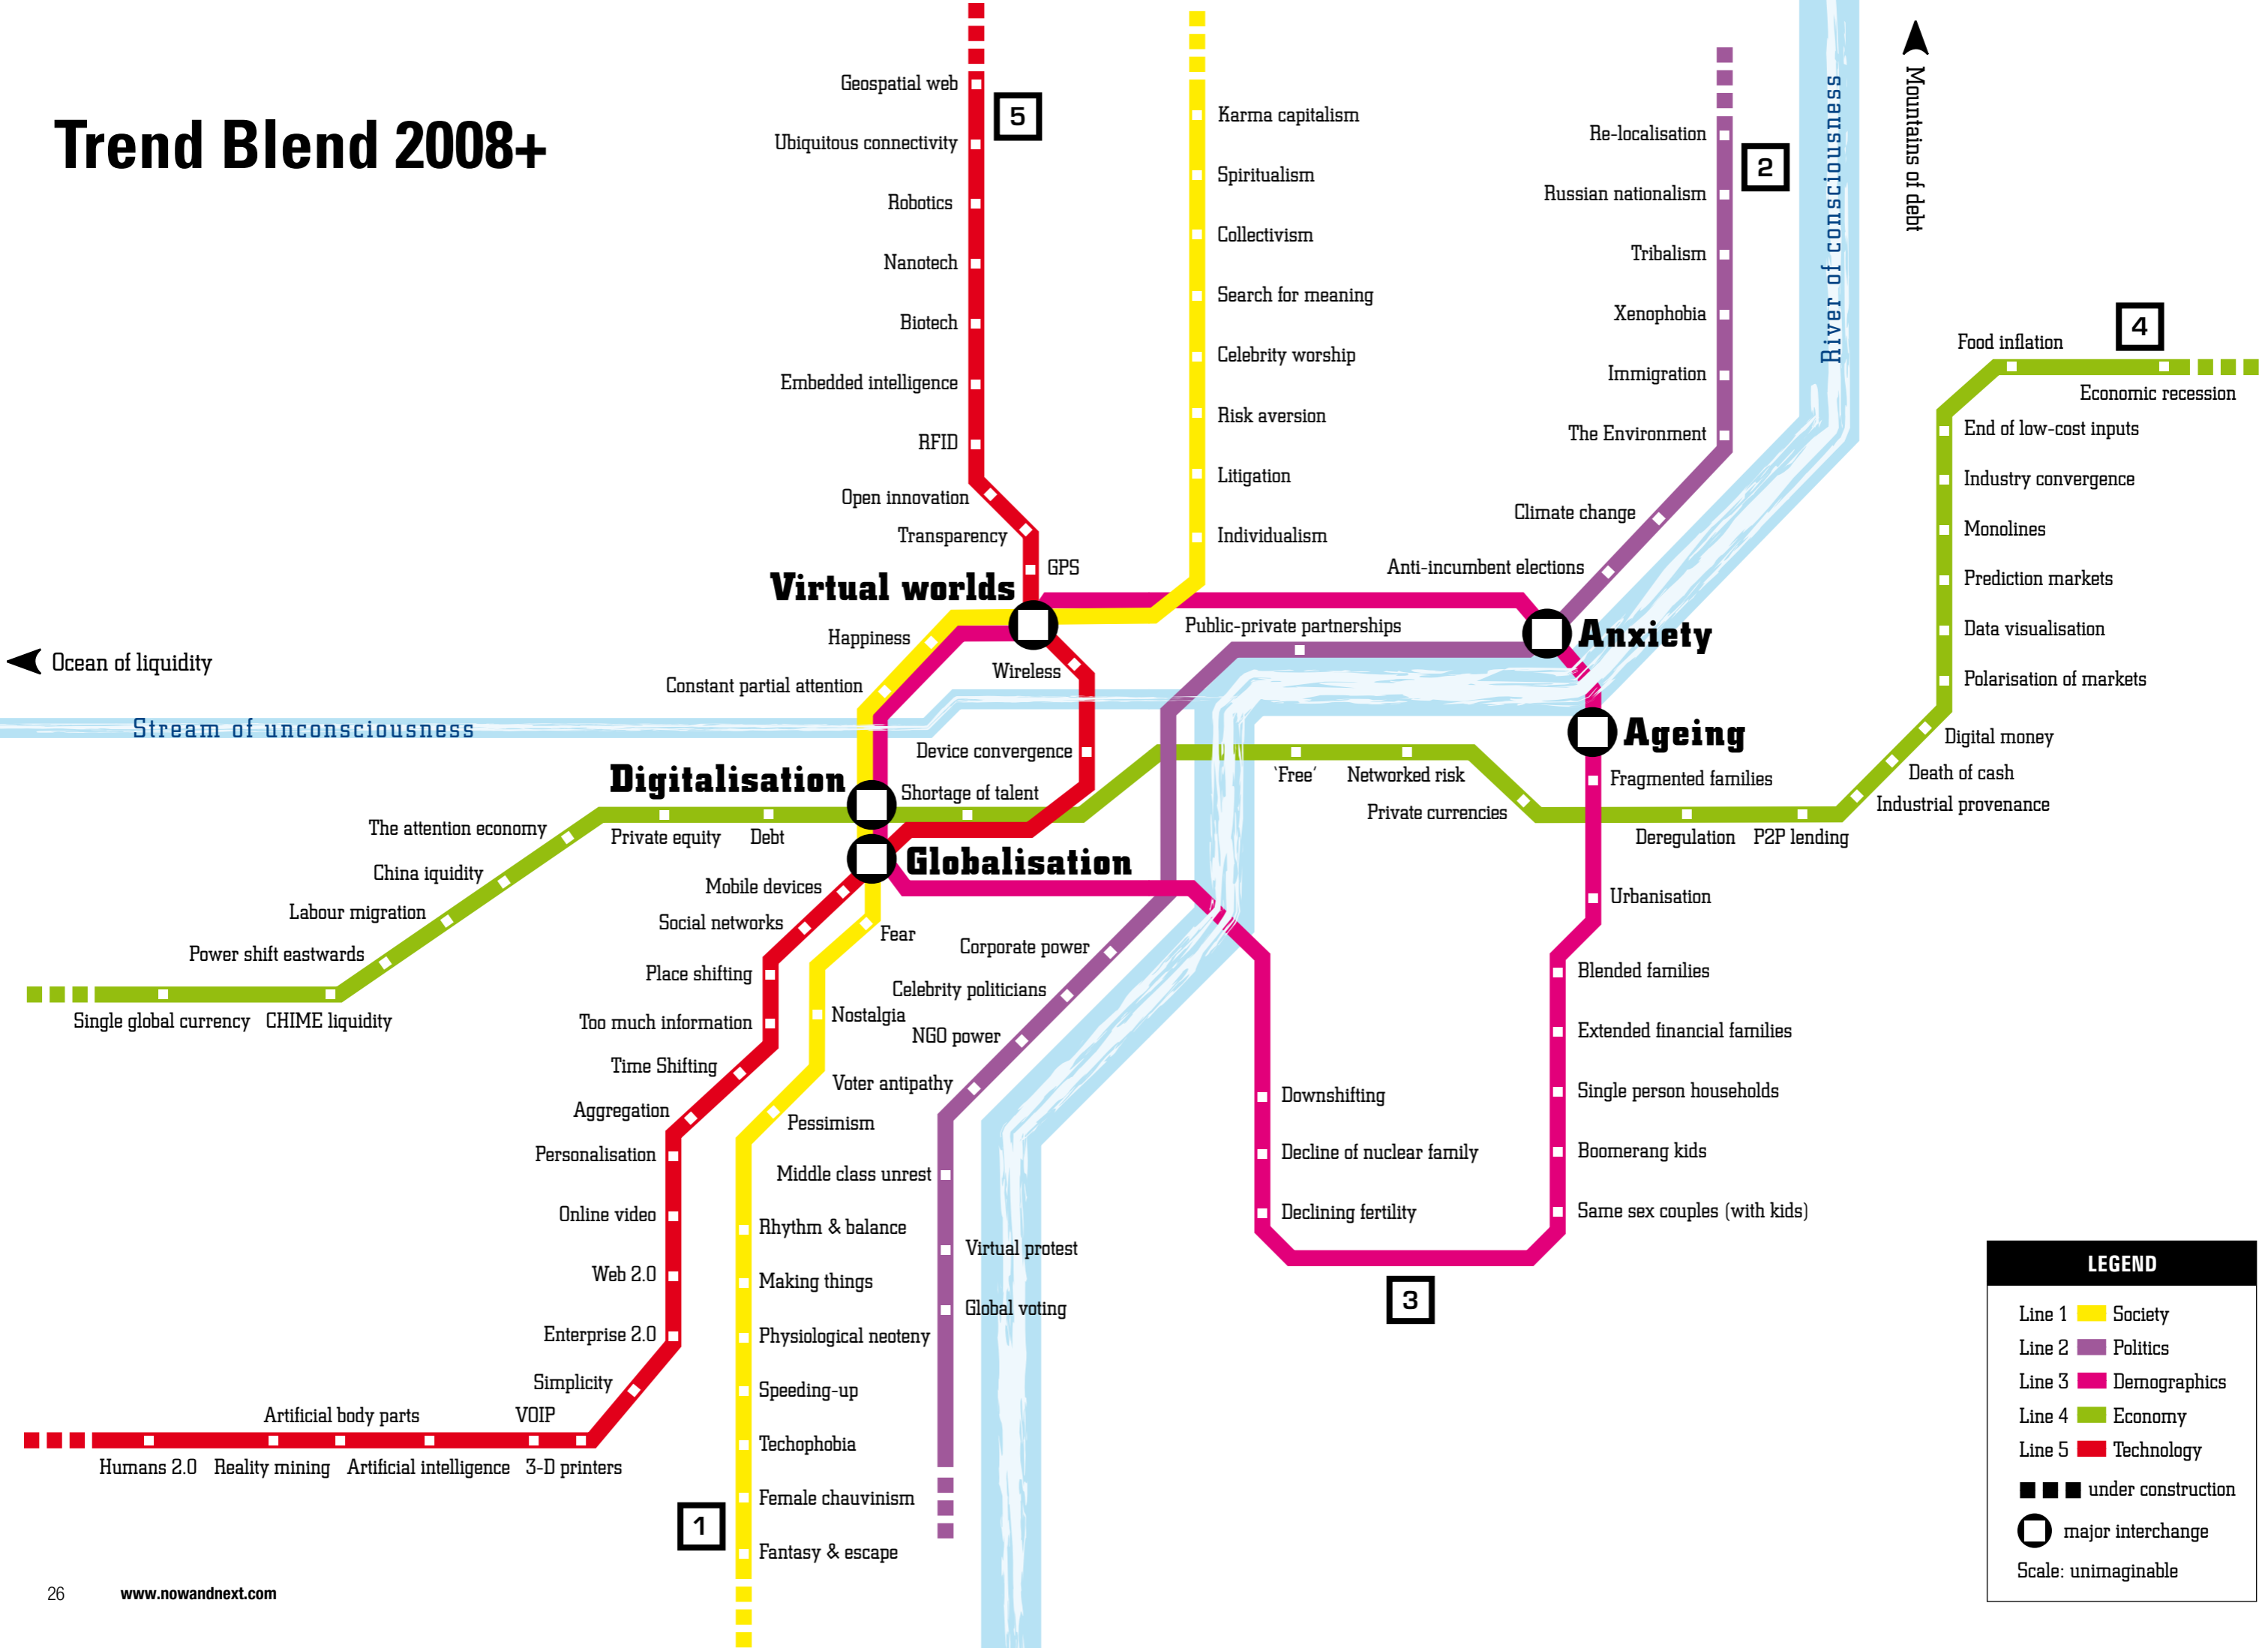 Trend Blend 2008+
Geospatial web
5
Ubiquitous connectivity
Robotics
Nanotech
Biotech
Embedded intelligence
RFID
Open innovation
Transparency
GPS
Virtual worlds
Karma capitalism
Spiritualism
Collectivism
Search for meaning
Celebrity worship
Risk aversion
Litigation
Individualism
Re-localisation
2
Russian nationalism
Tribalism
Xenophobia
Immigration
The Environment
Climate change
Anti-incumbent elections
River of consciousness
Mountains of debt
4
Food inflation
Economic recession
End of low-cost inputs
Industry convergence
Monolines
Prediction markets
Data visualisation
Polarisation of markets
Digital money
Death of cash
Industrial provenance
Happiness
Constant partial attention
Wireless
Public-private partnerships
Anxiety
Ageing
Ocean of liquidity
Stream of unconsciousness
Device convergence
Digitalisation
Shortage of talent
'Free'
Networked risk
Private currencies
Fragmented families
Deregulation
P2P lending
The attention economy
Private equity
Debt
China iquidity
Labour migration
Power shift eastwards
Single global currency
CHIME liquidity
Globalisation
Mobile devices
Social networks
Place shifting
Too much information
Time Shifting
Aggregation
Personalisation
Online video
Web 2.0
Enterprise 2.0
Simplicity
Artificial body parts
VOIP
Humans 2.0
Reality mining
Artificial intelligence
3-D printers
Fear
Nostalgia
Pessimism
Rhythm & balance
Making things
Physiological neoteny
Speeding-up
Techophobia
Female chauvinism
1
Fantasy & escape
Corporate power
Celebrity politicians
NGO power
Voter antipathy
Middle class unrest
Virtual protest
Global voting
Urbanisation
Blended families
Extended financial families
Single person households
Boomerang kids
Same sex couples (with kids)
Downshifting
Decline of nuclear family
Declining fertility
3
LEGEND
Line 1 Society
Line 2 Politics
Line 3 Demographics
Line 4 Economy
Line 5 Technology
under construction
major interchange
Scale: unimaginable
26 www.nowandnext.com